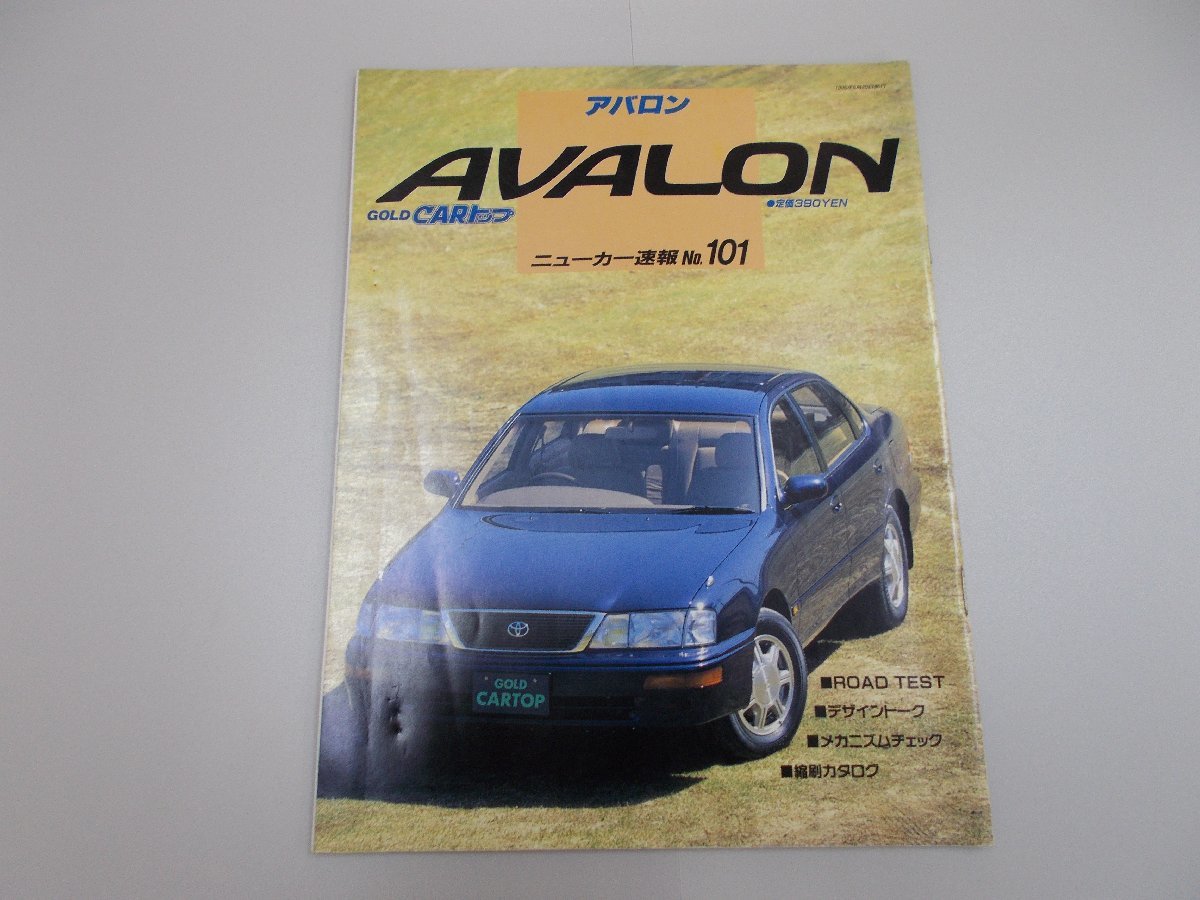 アバロン
AVALON
GOLD CARトップ
●定価390YEN
ニューカー速報 No.101
GOLD
CARTOP
■ROAD TEST
■デザイントーク
■メカニズムチェック
■縮刷カタログ